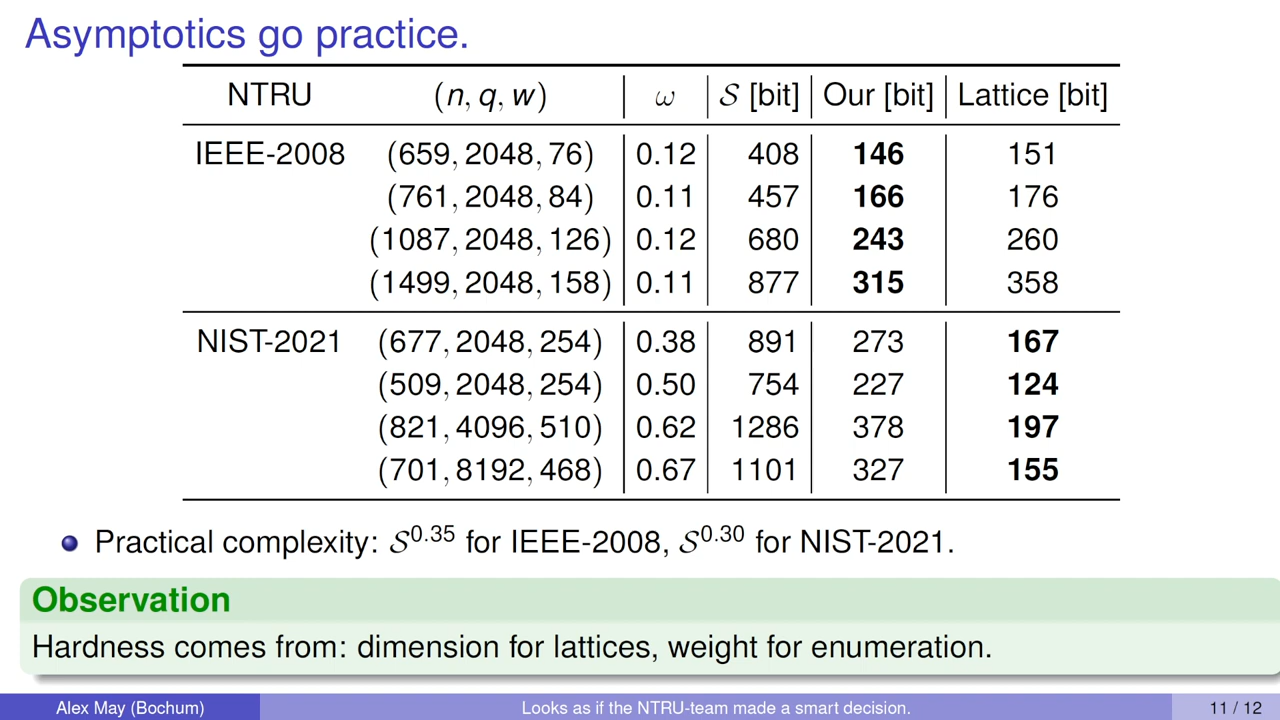 Asymptotics go practice.
NTRU (n, q, w) ω S [bit] Our [bit] Lattice [bit]
IEEE-2008 (659, 2048, 76) 0.12 408 146 151
(761, 2048, 84) 0.11 457 166 176
(1087, 2048, 126) 0.12 680 243 260
(1499, 2048, 158) 0.11 877 315 358
NIST-2021 (677, 2048, 254) 0.38 891 273 167
(509, 2048, 254) 0.50 754 227 124
(821, 4096, 510) 0.62 1286 378 197
(701, 8192, 468) 0.67 1101 327 155
Practical complexity: S^0.35 for IEEE-2008, S^0.30 for NIST-2021.
Observation
Hardness comes from: dimension for lattices, weight for enumeration.
Alex May (Bochum) Looks as if the NTRU-team made a smart decision. 11 / 12